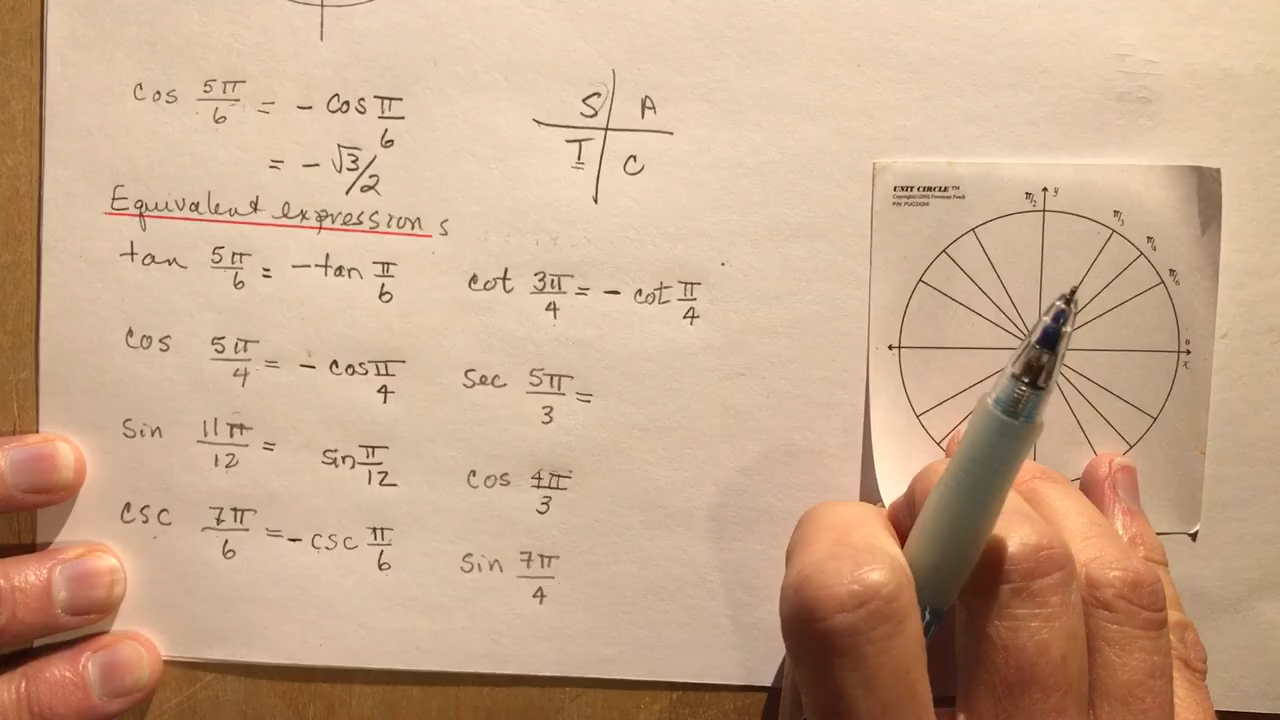 cos 5π/6 = - cos π/6
= - √3/2
S A
T C
Equivalent expressions
tan 5π/6 = -tan π/6
cos 5π/4 = - cos π/4
sin 11π/12 = sin π/12
csc 7π/6 = - csc π/6
cot 3π/4 = - cot π/4
sec 5π/3 =
cos 4π/3
sin 7π/4
UNIT CIRCLE™
P/N: PUC3X3W
π/2 y
π/3
π/4
π/6
0
x